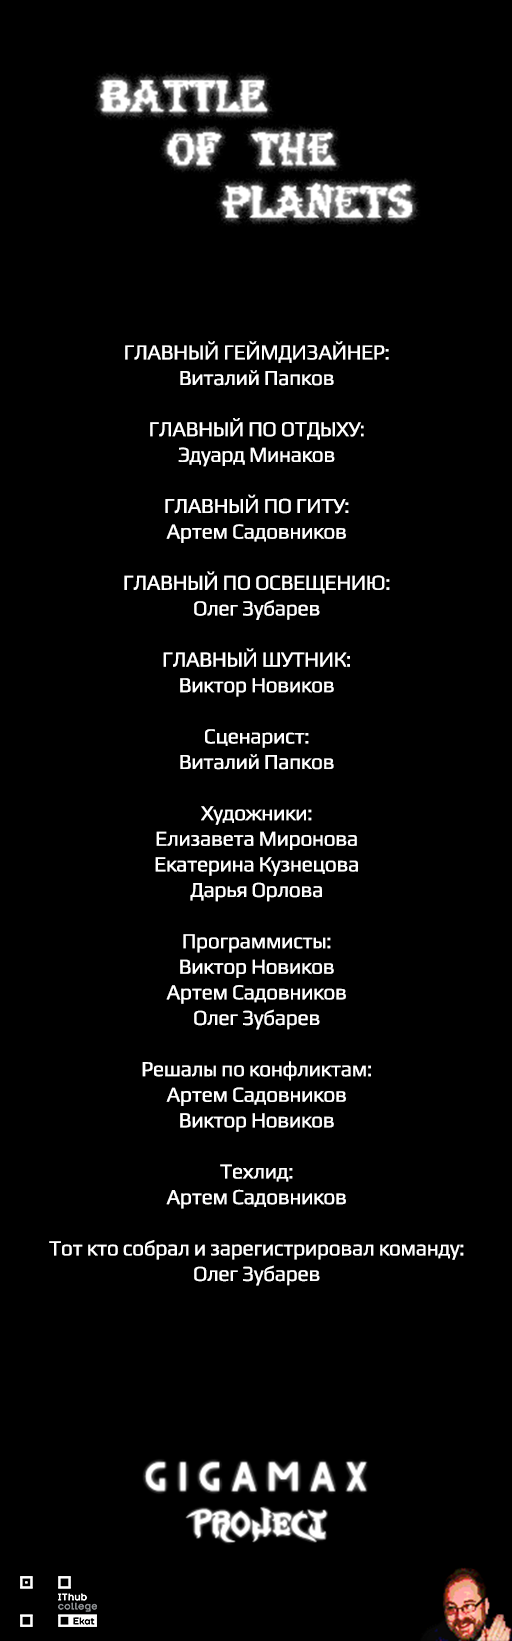 BATTLE
OF THE
PLANETS
ГЛАВНЫЙ ГЕЙМДИЗАЙНЕР:
Виталий Папков
ГЛАВНЫЙ ПО ОТДЫХУ:
Эдуард Минаков
ГЛАВНЫЙ ПО ГИТУ:
Артем Садовников
ГЛАВНЫЙ ПО ОСВЕЩЕНИЮ:
Олег Зубарев
ГЛАВНЫЙ ШУТНИК:
Виктор Новиков
Сценарист:
Виталий Папков
Художники:
Елизавета Миронова
Екатерина Кузнецова
Дарья Орлова
Программисты:
Виктор Новиков
Артем Садовников
Олег Зубарев
Решалы по конфликтам:
Артем Садовников
Виктор Новиков
Техлид:
Артем Садовников
Тот кто собрал и зарегистрировал команду:
Олег Зубарев
GIGAMAX
PROJECT
IThub
college
Ekat